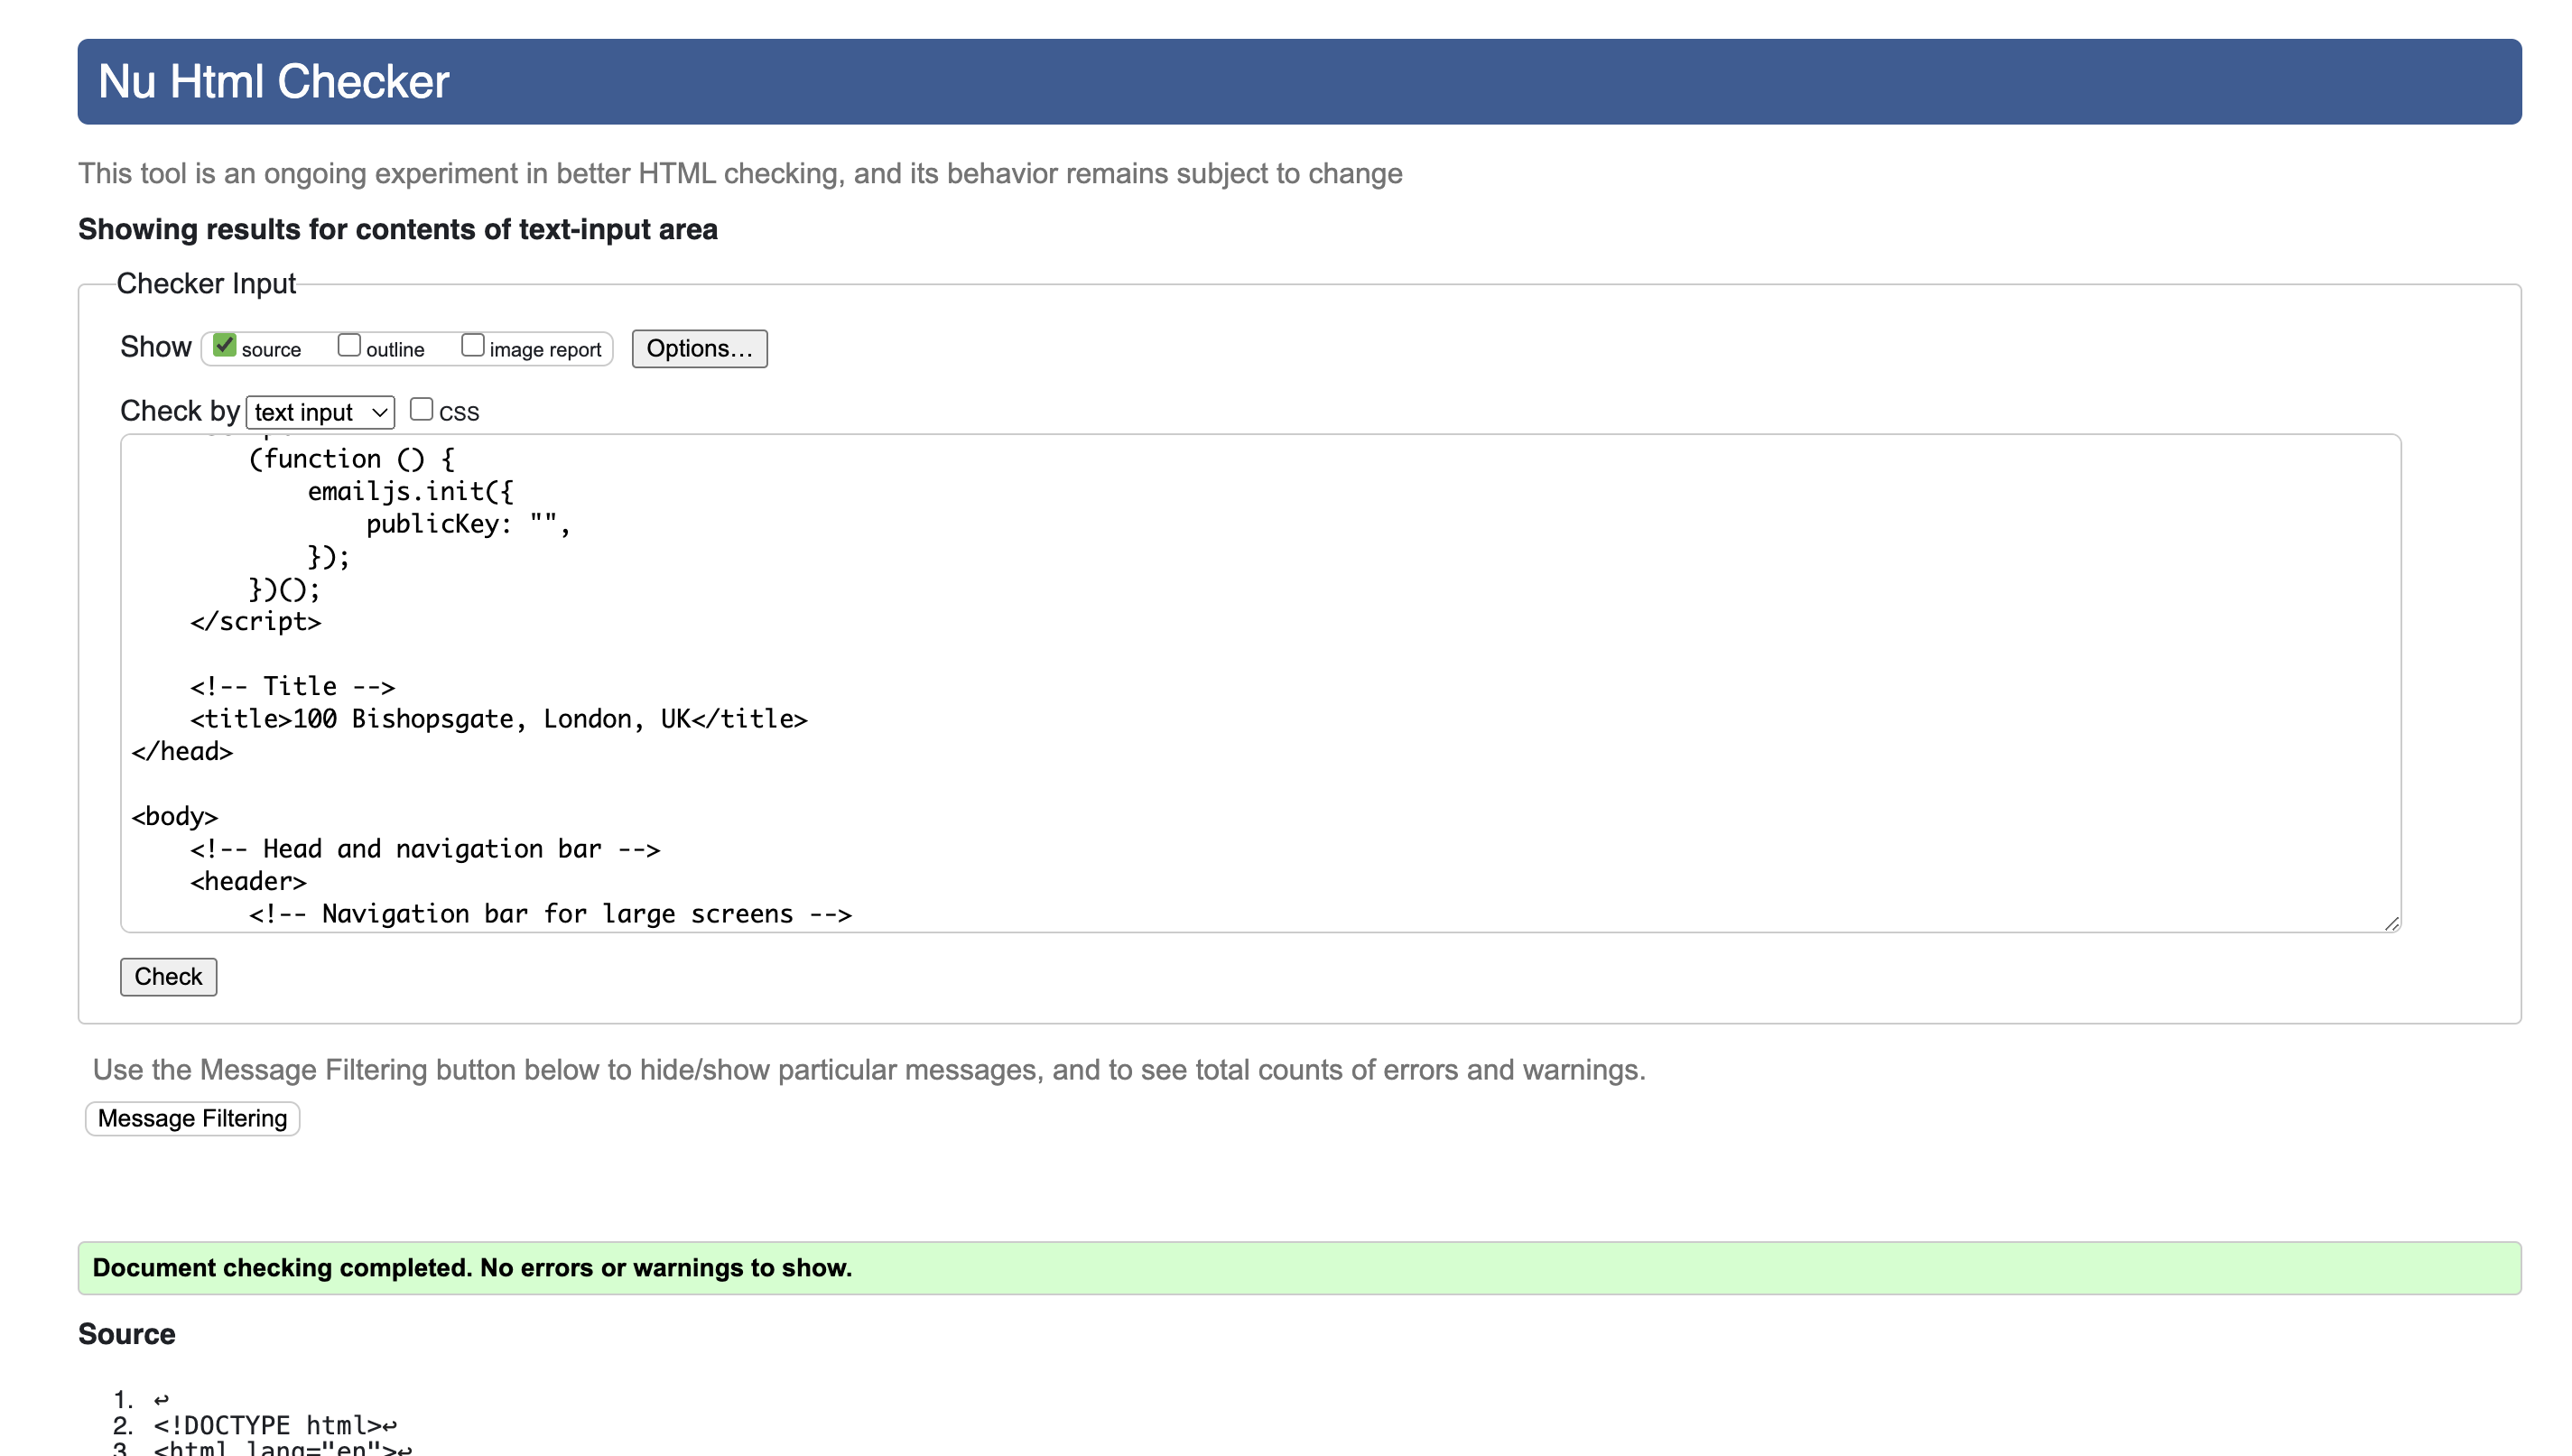 Nu Html Checker
This tool is an ongoing experiment in better HTML checking, and its behavior remains subject to change
Showing results for contents of text-input area
Checker Input
Show source outline image report Options...
Check by text input CSS
(function () {
emailjs.init({
publicKey: "",
});
})();
</script>
<!-- Title -->
<title>100 Bishopsgate, London, UK</title>
</head>
<body>
<!-- Head and navigation bar -->
<header>
<!-- Navigation bar for large screens -->
Check
Use the Message Filtering button below to hide/show particular messages, and to see total counts of errors and warnings.
Message Filtering
Document checking completed. No errors or warnings to show.
Source
1. ↩
2. <!DOCTYPE html>↩
3. <html lang="en">↩